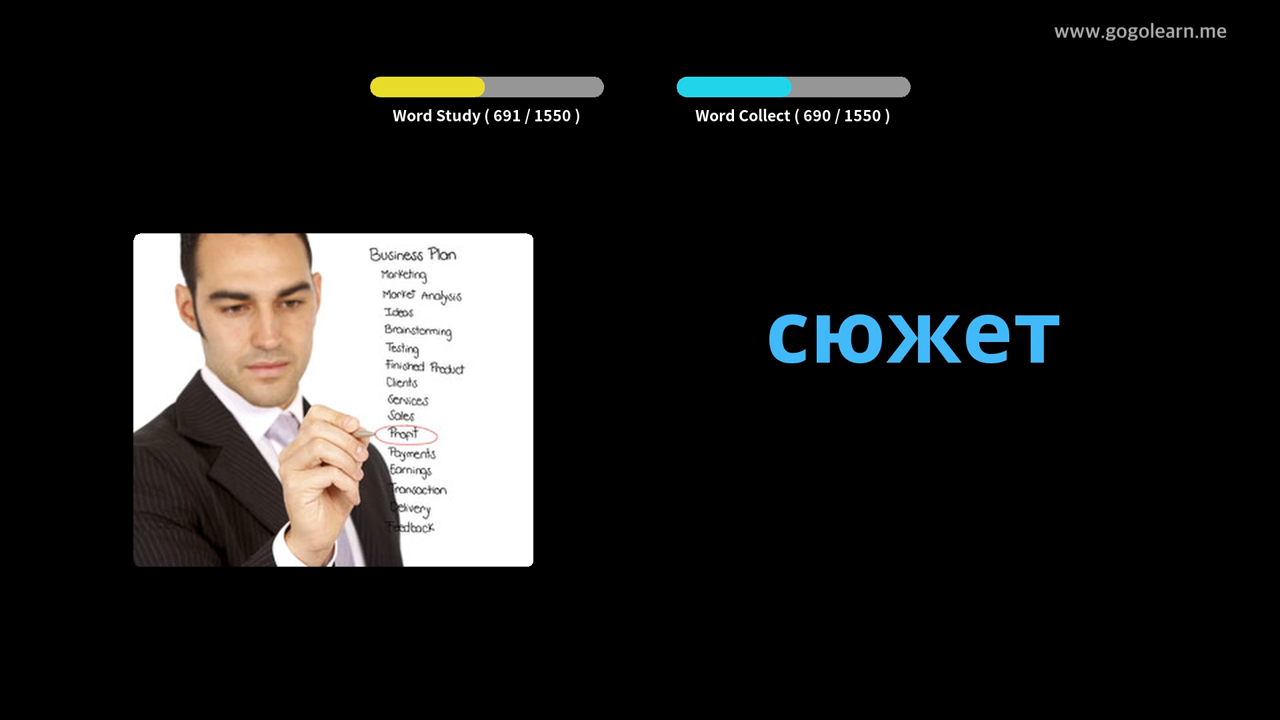 www.gogolearn.me
Word Study ( 691 / 1550 )
Word Collect ( 690 / 1550 )
Business Plan
Marketing
Market Analysis
Ideas
Brainstorming
Testing
Finished Product
Clients
Services
Sales
Profit
Payments
Earnings
Transaction
Delivery
Feedback
сюжет